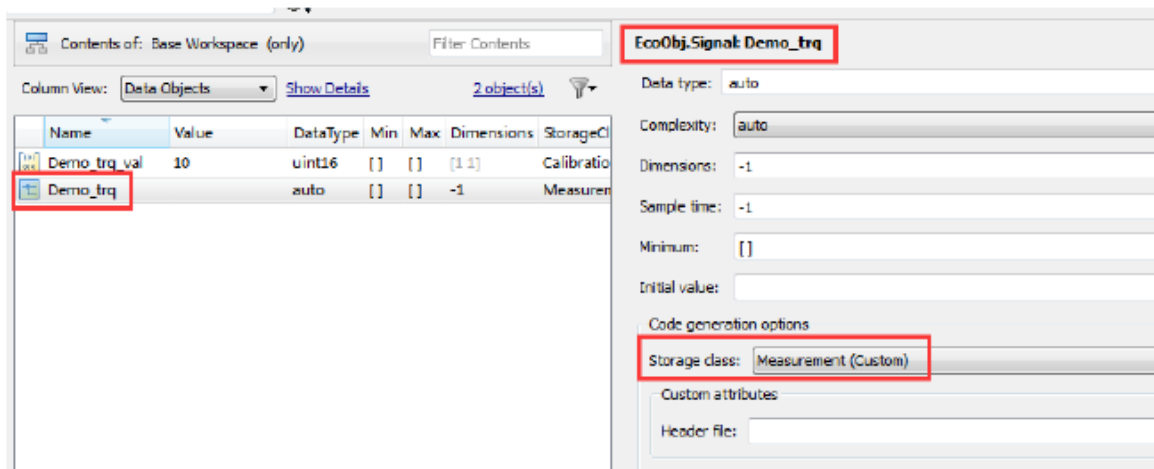 Contents of: Base Workspace (only)
Filter Contents
Column View: Data Objects Show Details 2 object(s)
Name Value DataType Min Max Dimensions StorageCl
Demo_trq_val 10 uint16 [ ] [ ] [1 1] Calibratio
Demo_trq auto [ ] [ ] -1 Measuren
EcoObj.Signal: Demo_trq
Data type: auto
Complexity: auto
Dimensions: -1
Sample time: -1
Minimum: [ ]
Initial value:
Code generation options
Storage class: Measurement (Custom)
Custom attributes
Header file: